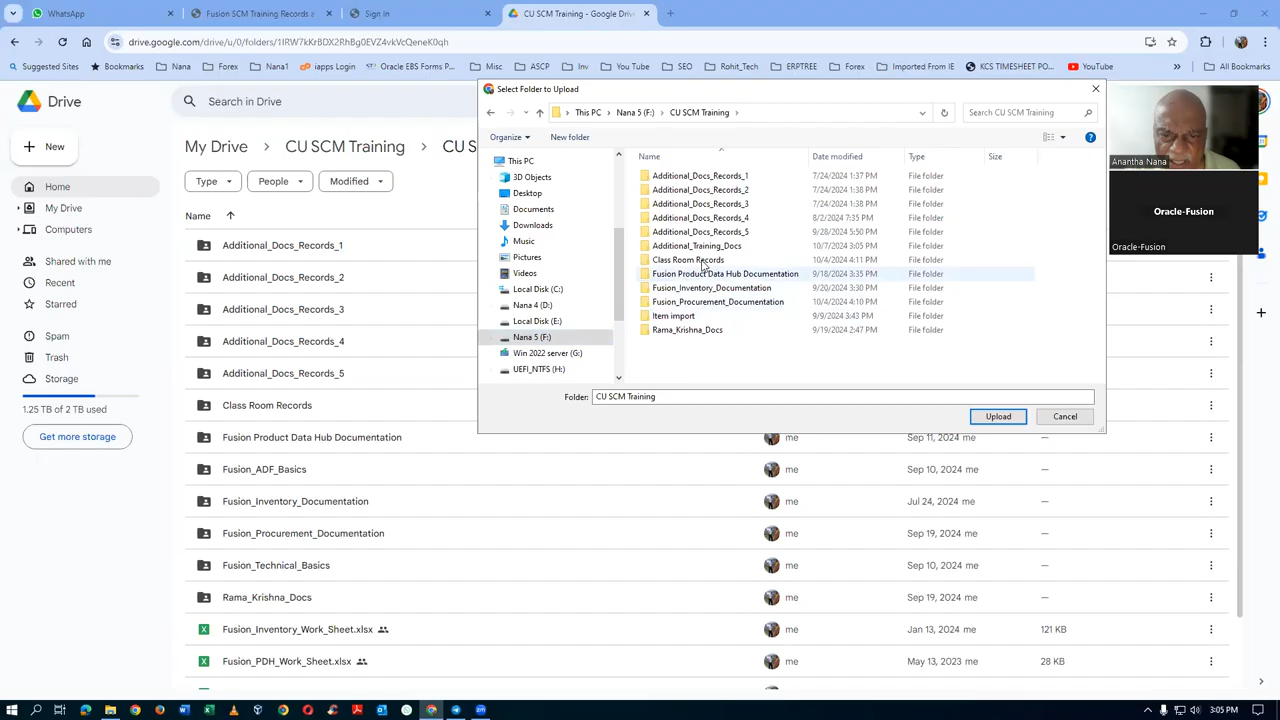 WhatsApp
Fusion SCM Training Records a
Sign In
CU SCM Training - Google Drive
drive.google.com/drive/u/0/folders/1IRW7kKrBDX2RhBg0EVZ4vkVcQeneK0qh
Suggested Sites
Bookmarks
Nana
Forex
Nana1
iapps Login
Oracle EBS Forms P...
Misc
ASCP
Inv
You Tube
SEO
Rohit_Tech
ERPTREE
Forex
Imported From IE
KCS TIMESHEET PO...
YouTube
All Bookmarks
Drive
Search in Drive
New
Home
My Drive
Computers
Shared with me
Recent
Starred
Spam
Trash
Storage
1.25 TB of 2 TB used
Get more storage
My Drive > CU SCM Training > CU S
Type
People
Modified
Name
Additional_Docs_Records_1
Additional_Docs_Records_2
Additional_Docs_Records_3
Additional_Docs_Records_4
Additional_Docs_Records_5
Class Room Records
Fusion Product Data Hub Documentation me Sep 11, 2024 me —
Fusion_ADF_Basics me Sep 10, 2024 me —
Fusion_Inventory_Documentation me Jul 24, 2024 me —
Fusion_Procurement_Documentation me Sep 19, 2024 me —
Fusion_Technical_Basics me Sep 10, 2024 me —
Rama_Krishna_Docs me Sep 19, 2024 me —
Fusion_Inventory_Work_Sheet.xlsx me Jan 13, 2024 me 121 KB
Fusion_PDH_Work_Sheet.xlsx me May 13, 2023 me 28 KB
Select Folder to Upload
This PC > Nana 5 (F:) > CU SCM Training >
Search CU SCM Training
Organize
New folder
This PC
3D Objects
Desktop
Documents
Downloads
Music
Pictures
Videos
Local Disk (C:)
Nana 4 (D:)
Local Disk (E:)
Nana 5 (F:)
Win 2022 server (G:)
UEFI_NTFS (H:)
Name Date modified Type Size
Additional_Docs_Records_1 7/24/2024 1:37 PM File folder
Additional_Docs_Records_2 7/24/2024 1:38 PM File folder
Additional_Docs_Records_3 7/24/2024 1:38 PM File folder
Additional_Docs_Records_4 8/2/2024 7:35 PM File folder
Additional_Docs_Records_5 9/28/2024 5:50 PM File folder
Additional_Training_Docs 10/7/2024 3:05 PM File folder
Class Room Records 10/4/2024 4:11 PM File folder
Fusion Product Data Hub Documentation 9/18/2024 3:35 PM File folder
Fusion_Inventory_Documentation 9/20/2024 3:30 PM File folder
Fusion_Procurement_Documentation 10/4/2024 4:10 PM File folder
Item import 9/9/2024 3:43 PM File folder
Rama_Krishna_Docs 9/19/2024 2:47 PM File folder
Folder: CU SCM Training
Upload
Cancel
Anantha Nana
Oracle-Fusion
Oracle-Fusion
3:05 PM